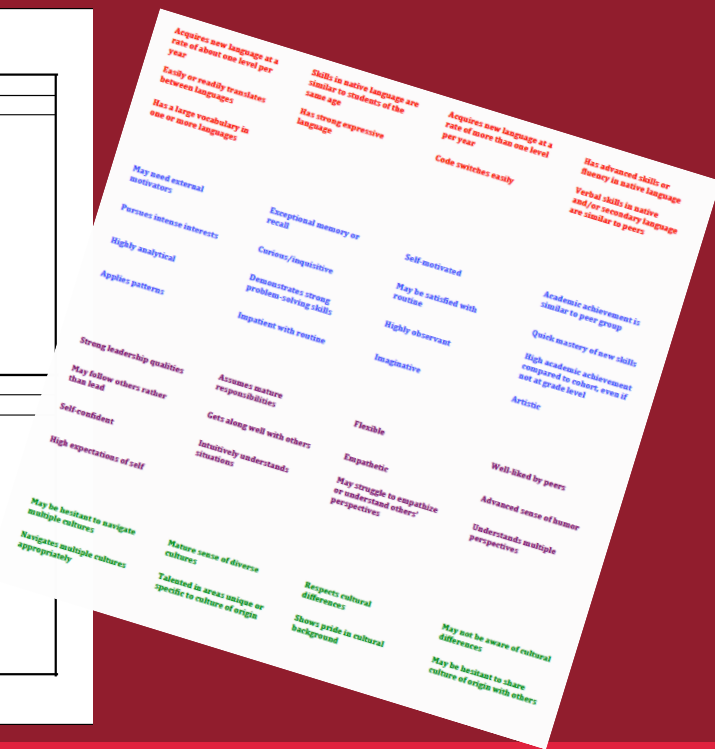 Acquires new language at a
rate of about one level per
year
Easily or readily translates
between languages
Has a large vocabulary in
one or more languages
Skills in native language are
similar to students of the
same age
Has strong expressive
language
Acquires new language at a
rate of more than one level
per year
Code switches easily
Has advanced skills or
fluency in native language
Verbal skills in native
and/or secondary language
are similar to peers
May need external
motivators
Pursues intense interests
Highly analytical
Applies patterns
Exceptional memory or
recall
Curious/inquisitive
Demonstrates strong
problem-solving skills
Impatient with routine
Self-motivated
May be satisfied with
routine
Highly observant
Imaginative
Academic achievement is
similar to peer group
Quick mastery of new skills
High academic achievement
compared to cohort, even if
not at grade level
Artistic
Strong leadership qualities
May follow others rather
than lead
Self-confident
High expectations of self
Assumes mature
responsibilities
Gets along well with others
Intuitively understands
situations
Flexible
Empathetic
May struggle to empathize
or understand others'
perspectives
Well-liked by peers
Advanced sense of humor
Understands multiple
perspectives
May be hesitant to navigate
multiple cultures
Navigates multiple cultures
appropriately
Mature sense of diverse
cultures
Talented in areas unique or
specific to culture of origin
Respects cultural
differences
Shows pride in cultural
background
May not be aware of cultural
differences
May be hesitant to share
culture of origin with others